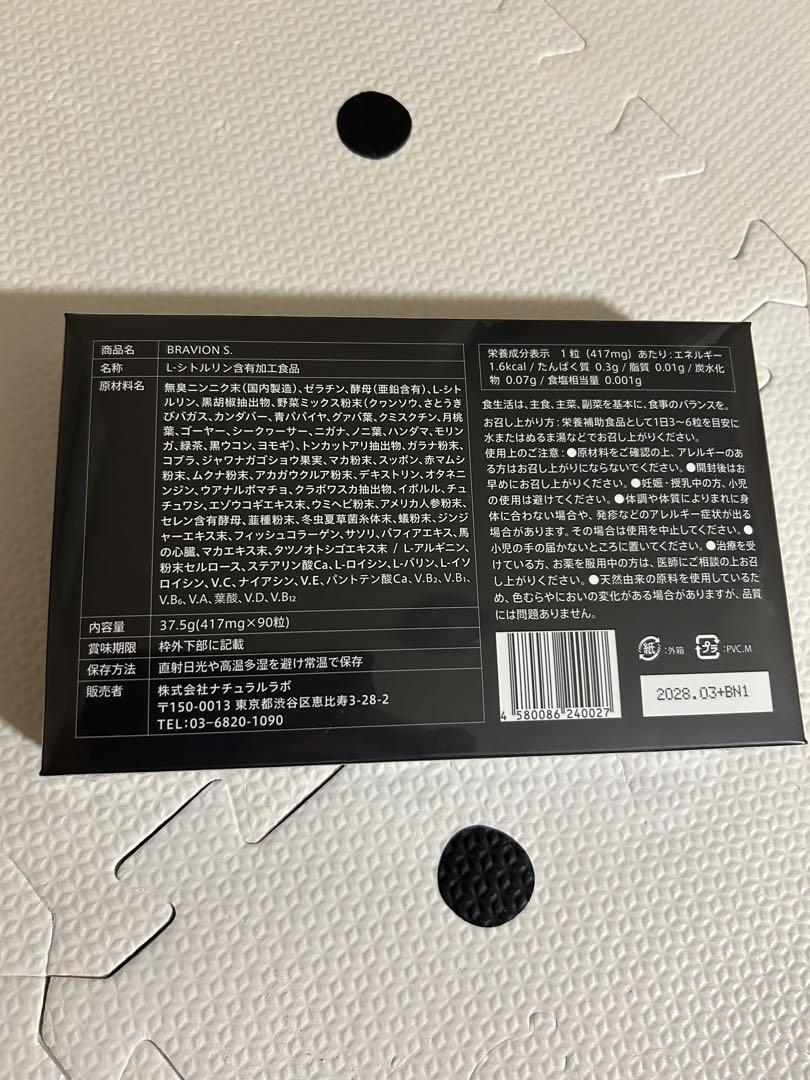 商品名 BRAVION S.
名称 L-シトルリン含有加工食品
原材料名 無臭ニンニク末(国内製造)、ゼラチン、酵母(亜鉛含有)、L-シト
ルリン、黒胡椒抽出物、野菜ミックス粉末(クワンソウ、さとうき
びバガス、カンダバー、青パパイヤ、グァバ葉、クミスクチン、月桃
葉、ゴーヤー、シークヮーサー、ニガナ、ノニ葉、ハンダマ、モリン
ガ、緑茶、黒ウコン、ヨモギ)、トンカットアリ抽出物、ガラナ粉末、
コブラ、ジャワナガゴショウ果実、マカ粉末、スッポン、赤マムシ
粉末、ムクナ粉末、アカガウクルア粉末、デキストリン、オタネニ
ンジン、ウアナルポマチョ、クラボワスカ抽出物、イボルル、チュ
チュワシ、エゾウコギエキス末、ウミヘビ粉末、アメリカ人参粉末、
セレン含有酵母、韮種粉末、冬虫夏草菌糸体末、蟻粉末、ジンジ
ャーエキス末、フィッシュコラーゲン、サソリ、パフィアエキス、馬
の心臓、マカエキス末、タツノオトシゴエキス末 / L-アルギニン、
粉末セルロース、ステアリン酸Ca、L-ロイシン、L-バリン、L-イソ
ロイシン、V.C、ナイアシン、V.E、パントテン酸Ca、V.B₂、V.B₁、
V.B₆、V.A、葉酸、V.D、V.B₁₂
内容量 37.5g(417mg×90粒)
賞味期限 枠外下部に記載
保存方法 直射日光や高温多湿を避け常温で保存
販売者 株式会社ナチュラルラボ
〒150-0013 東京都渋谷区恵比寿3-28-2
TEL:03-6820-1090
栄養成分表示 1粒(417mg)あたり:エネルギー
1.6kcal / たんぱく質 0.3g / 脂質 0.01g / 炭水化
物 0.07g / 食塩相当量 0.001g
食生活は、主食、主菜、副菜を基本に、食事のバランスを。
お召し上がり方:栄養補助食品として1日3~6粒を目安に
水またはぬるま湯などでお召し上がりください。
使用上のご注意:●原材料をご確認の上、アレルギーのあ
る方はお召し上がりにならないでください。●開封後はお
早めにお召し上がりください。●妊娠・授乳中の方、小児
の使用は避けてください。●体調や体質によりまれに身
体に合わない場合や、発疹などのアレルギー症状が出る
場合があります。その場合は使用を中止してください。●
小児の手の届かないところに置いてください。●治療を受
けている方、お薬を服用中の方は、医師にご相談の上お召
し上がりください。●天然由来の原料を使用しているた
め、色むらやにおいの変化がある場合がありますが、品質
には問題ありません。
4 580086 240027
紙 :外箱 プラ :PVC.M
2028.03+BN1